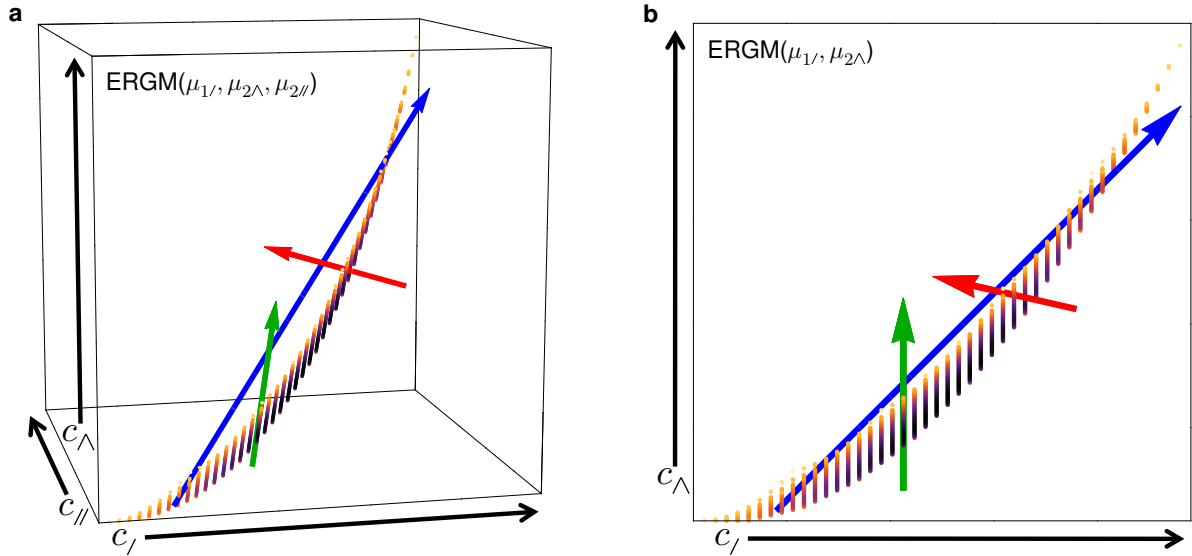 a
ERGM(μ₁/, μ₂∧, μ₂//)
c∧
c//
c/
b
ERGM(μ₁/, μ₂∧)
c∧
c/